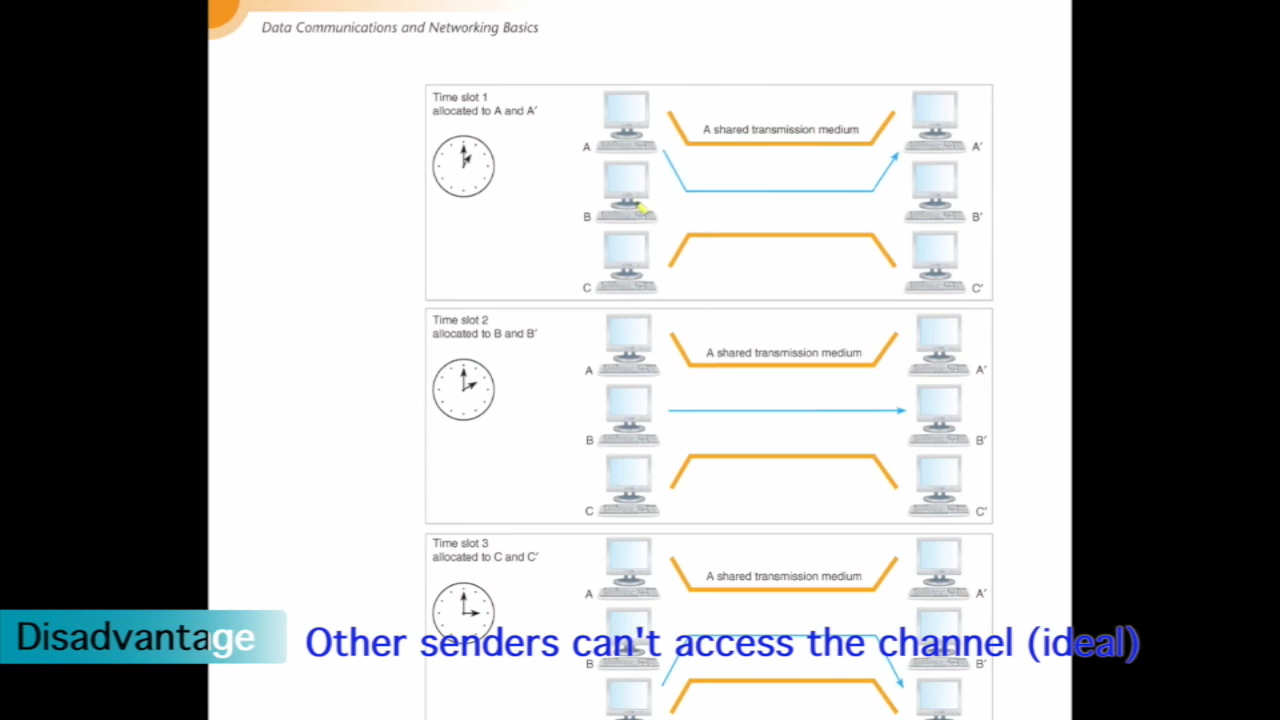 Data Communications and Networking Basics
Time slot 1
allocated to A and A′
A shared transmission medium
A
A′
B
B′
C
C′
Time slot 2
allocated to B and B′
A shared transmission medium
A
A′
B
B′
C
C′
Time slot 3
allocated to C and C′
A shared transmission medium
A
A′
B
B′
Disadvantage
Other senders can't access the channel (ideal)